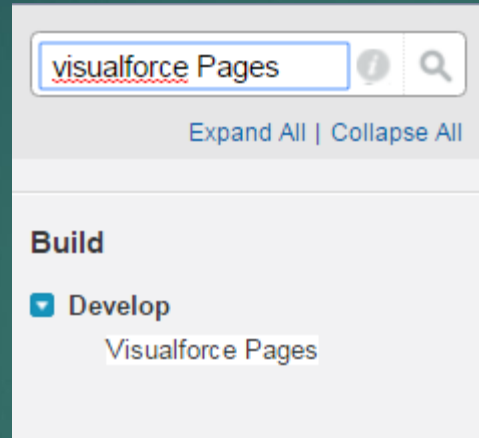 visualforce Pages
Expand All | Collapse All
Build
Develop
Visualforce Pages